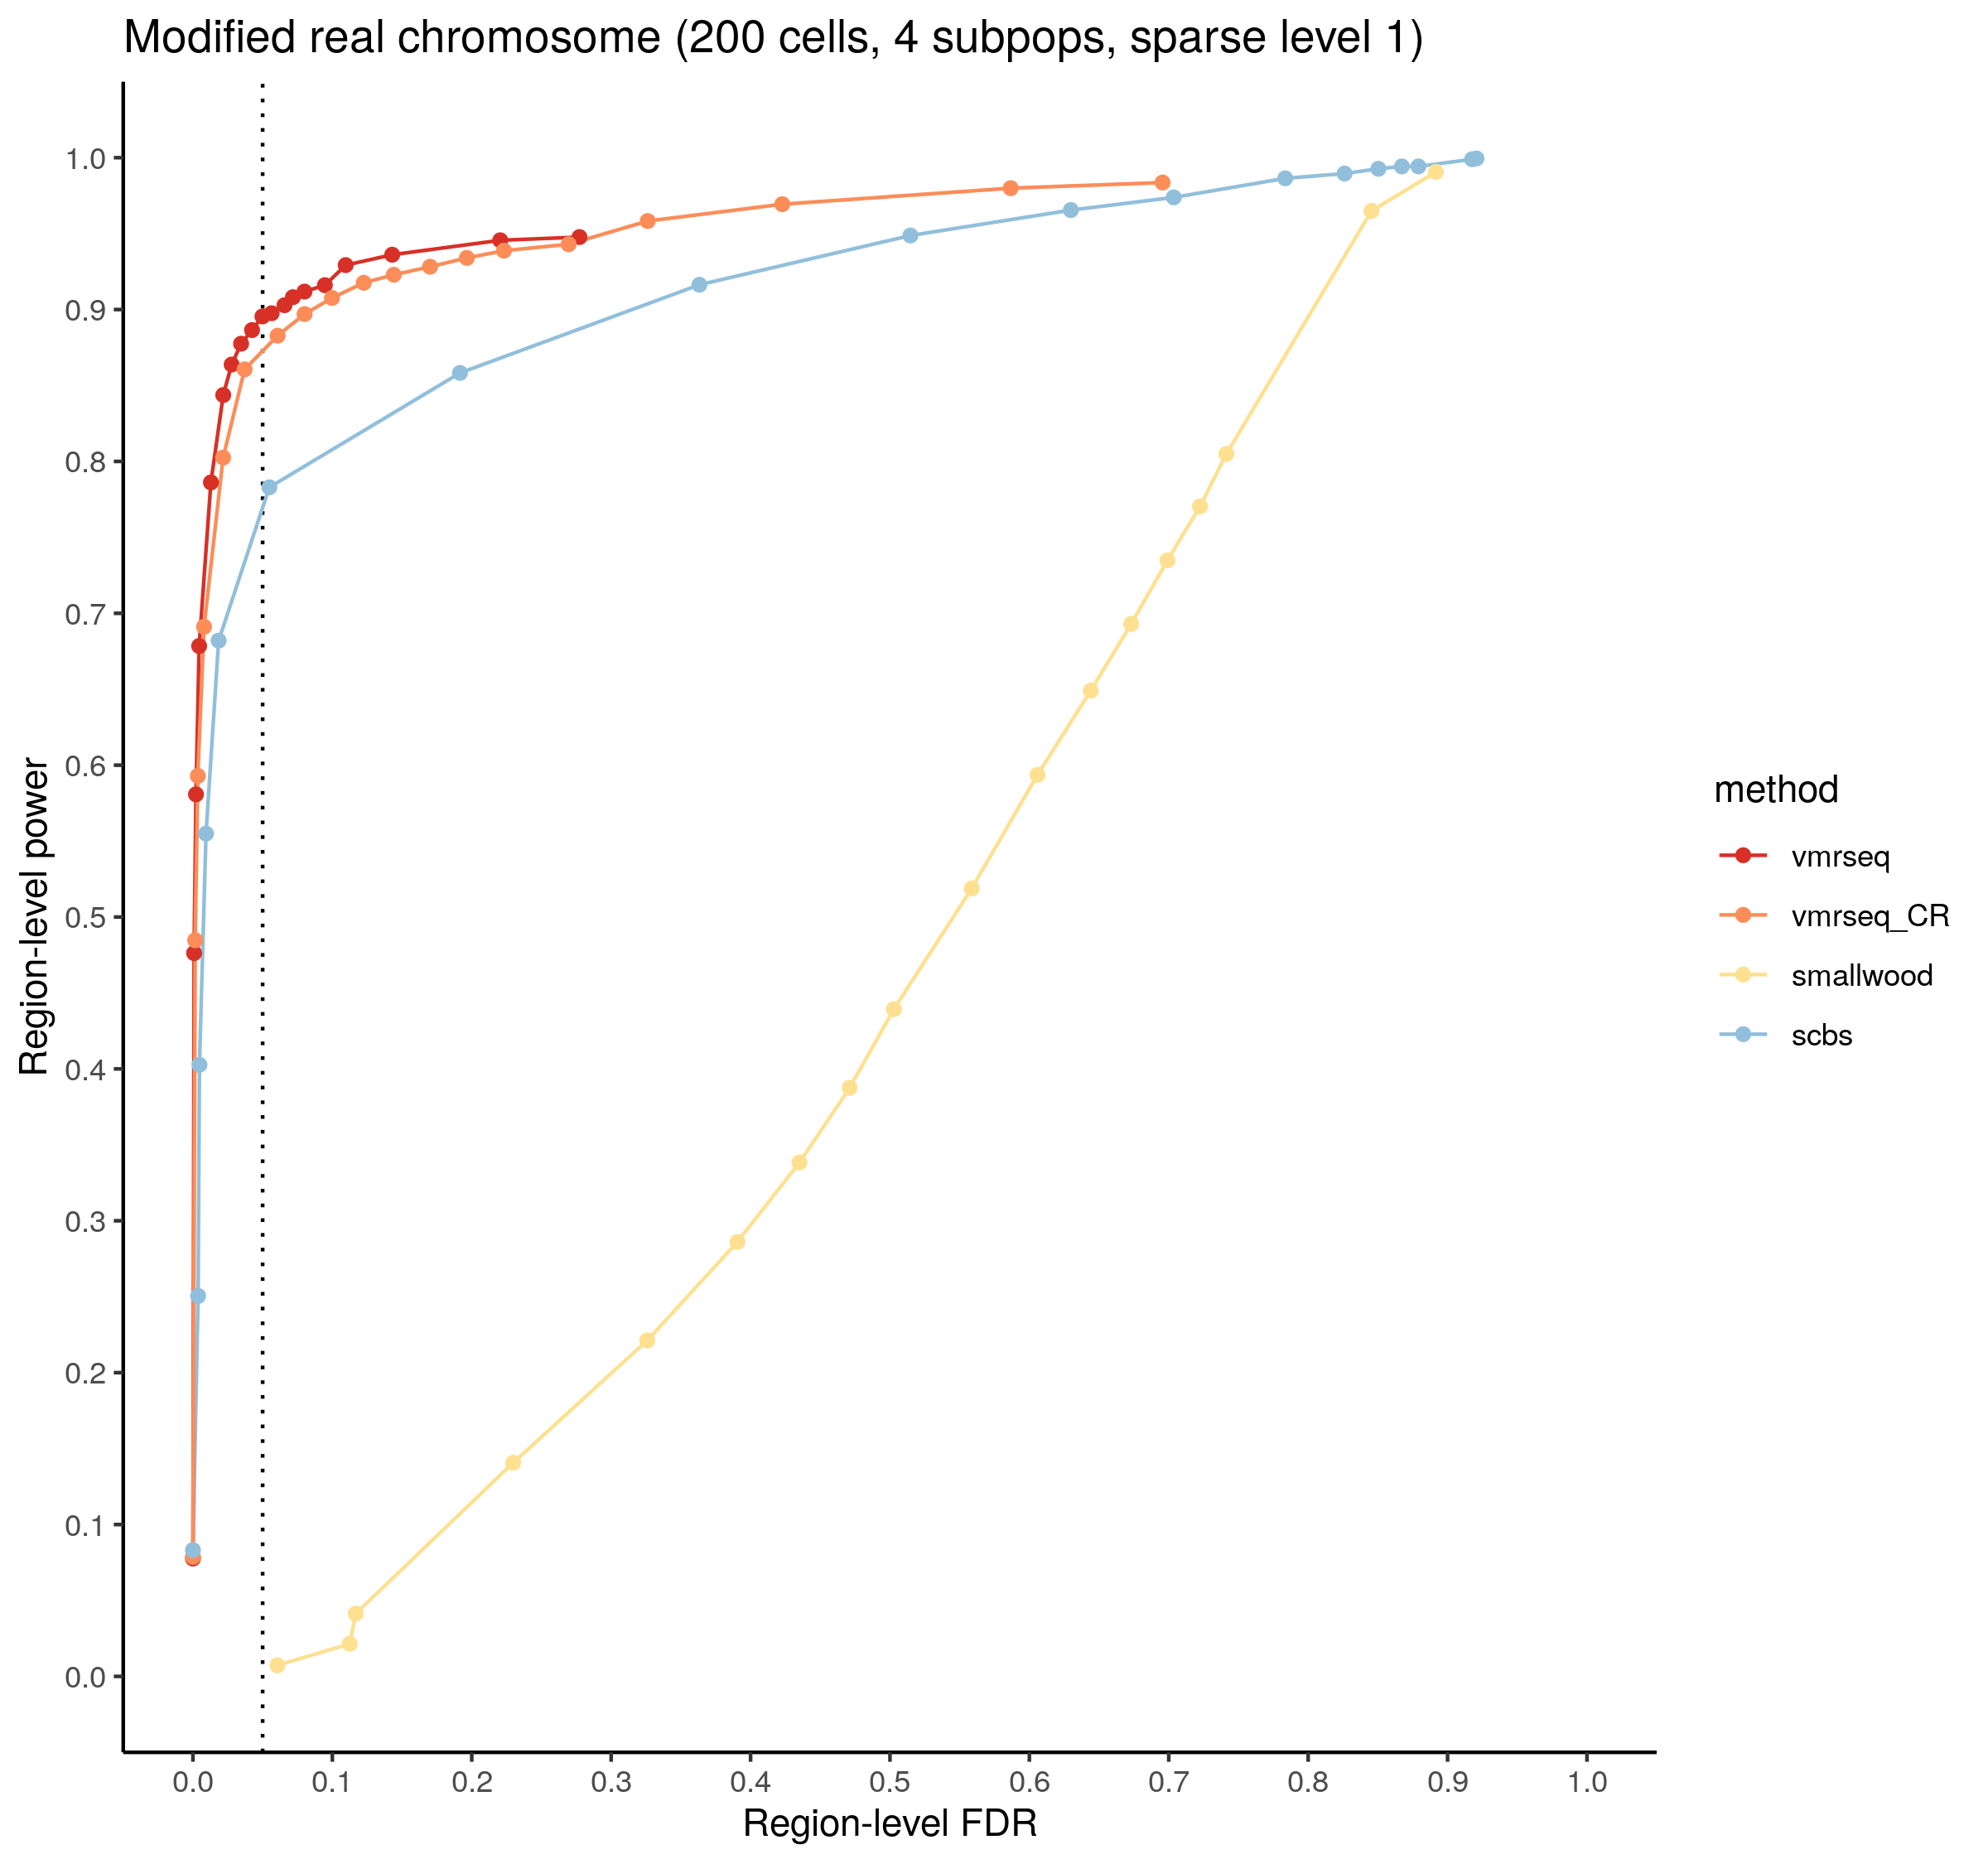 Modified real chromosome (200 cells, 4 subpops, sparse level 1)
Region-level power
1.0
0.9
0.8
0.7
0.6
0.5
0.4
0.3
0.2
0.1
0.0
0.0 0.1 0.2 0.3 0.4 0.5 0.6 0.7 0.8 0.9 1.0
Region-level FDR
method
vmrseq
vmrseq_CR
smallwood
scbs